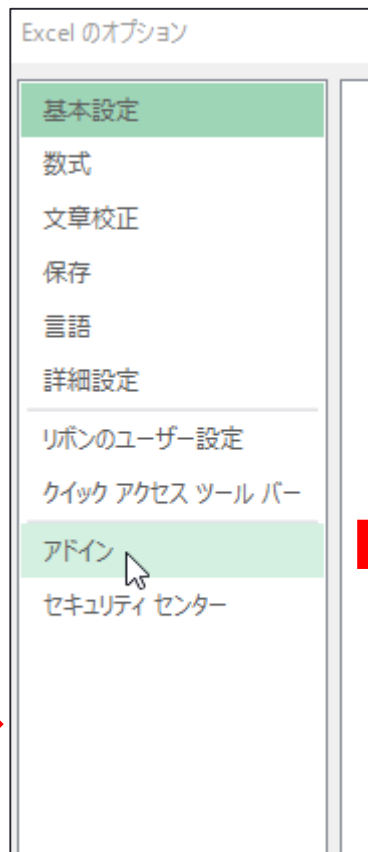 Excel のオプション
基本設定
数式
文章校正
保存
言語
詳細設定
リボンのユーザー設定
クイック アクセス ツール バー
アドイン
セキュリティ センター